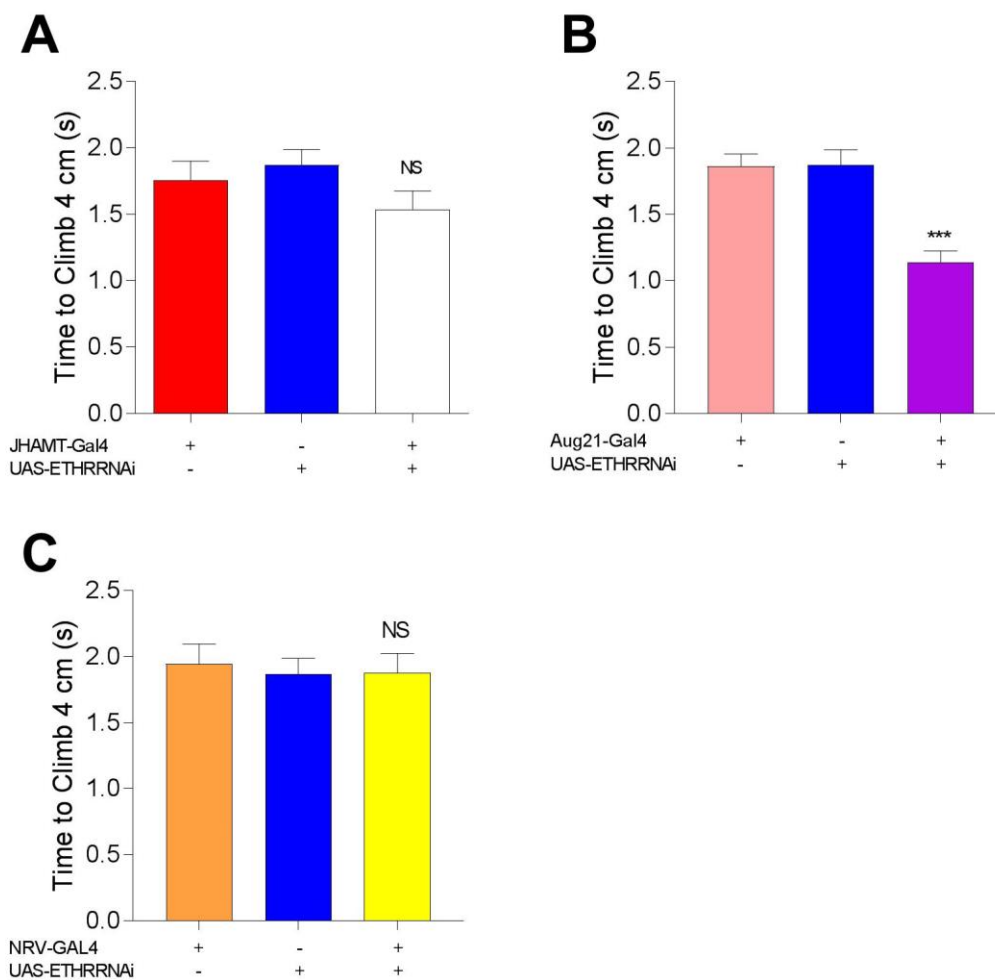 A
Time to Climb 4 cm (s)
2.5
2.0
1.5
1.0
0.5
0.0
NS
JHAMT-Gal4 + - +
UAS-ETHRRNAi - + +
B
Time to Climb 4 cm (s)
2.5
2.0
1.5
1.0
0.5
0.0
***
Aug21-Gal4 + - +
UAS-ETHRRNAi - + +
C
Time to Climb 4 cm (s)
2.5
2.0
1.5
1.0
0.5
0.0
NS
NRV-GAL4 + - +
UAS-ETHRRNAi - + +